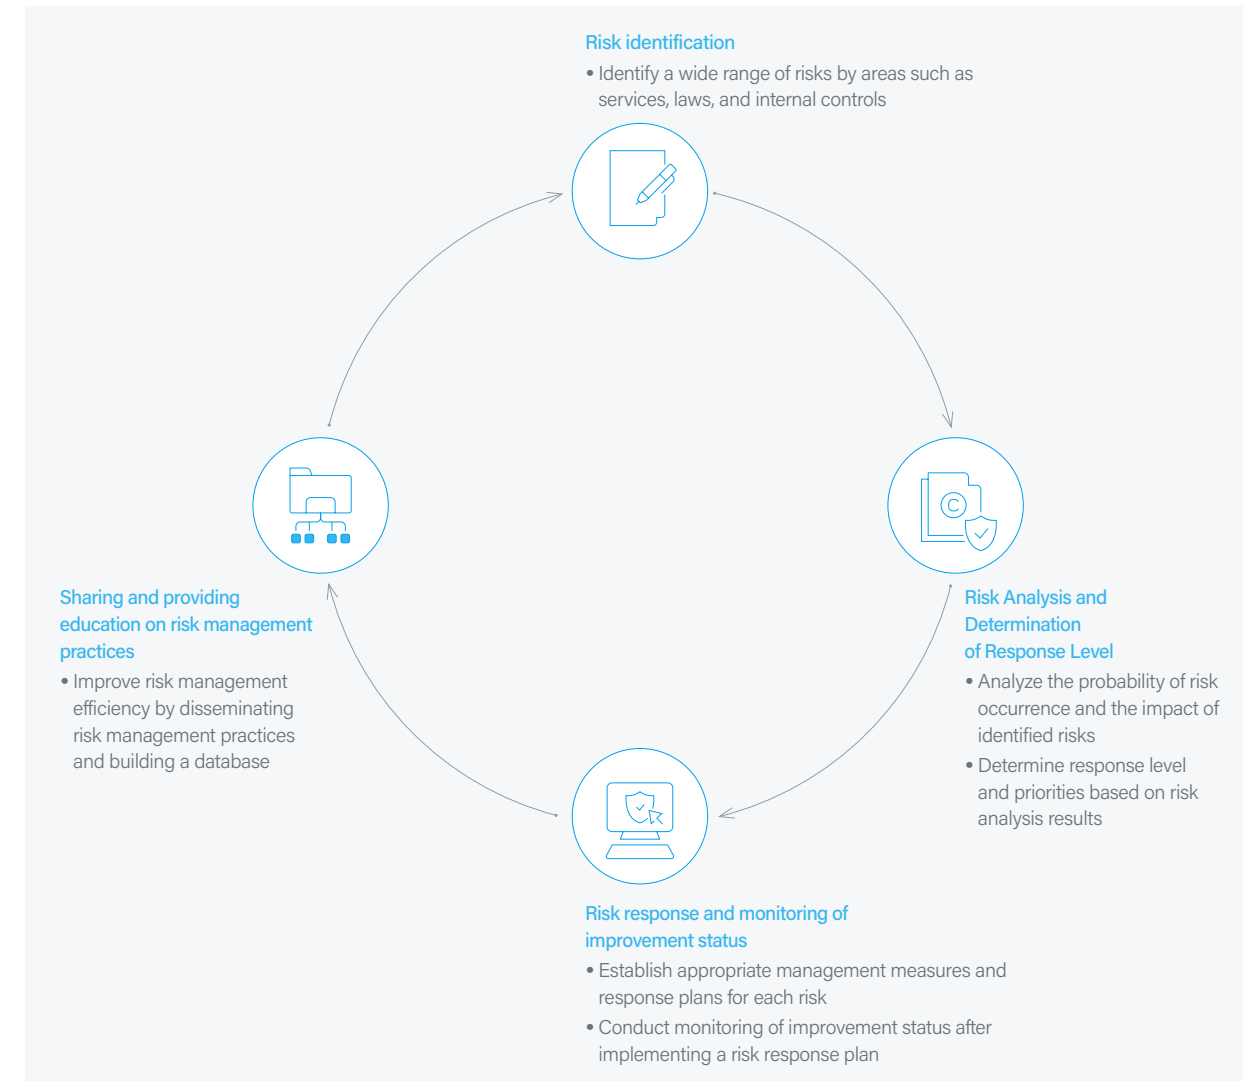 Risk identification
• Identify a wide range of risks by areas such as
services, laws, and internal controls
C
Sharing and providing
education on risk management
practices
• Improve risk management
efficiency by disseminating
risk management practices
and building a database
Risk Analysis and
Determination
of Response Level
• Analyze the probability of risk
occurrence and the impact of
identified risks
• Determine response level
and priorities based on risk
analysis results
Risk response and monitoring of
improvement status
• Establish appropriate management measures and
response plans for each risk
• Conduct monitoring of improvement status after
implementing a risk response plan